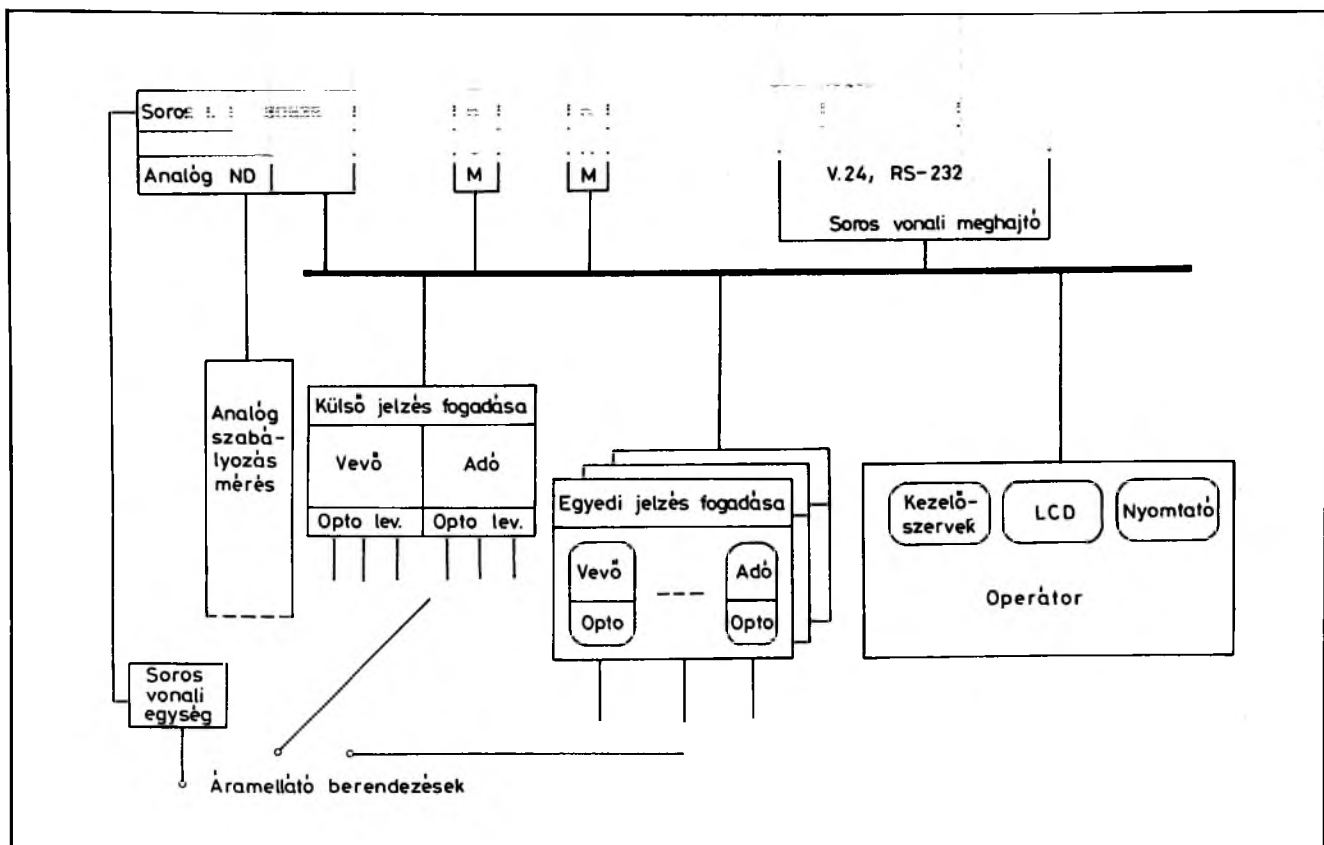 Soros
Analóg ND
M
M
V.24, RS-232
Soros vonali meghajtó
Analóg
szabá-
lyozás
mérés
Külső jelzés fogadása
Vevő
Adó
Opto lev.
Opto lev.
Egyedi jelzés fogadása
Vevő
Adó
Opto
Opto
Kezelő-
szervek
LCD
Nyomtató
Operátor
Soros
vonali
egység
Áramellátó berendezések